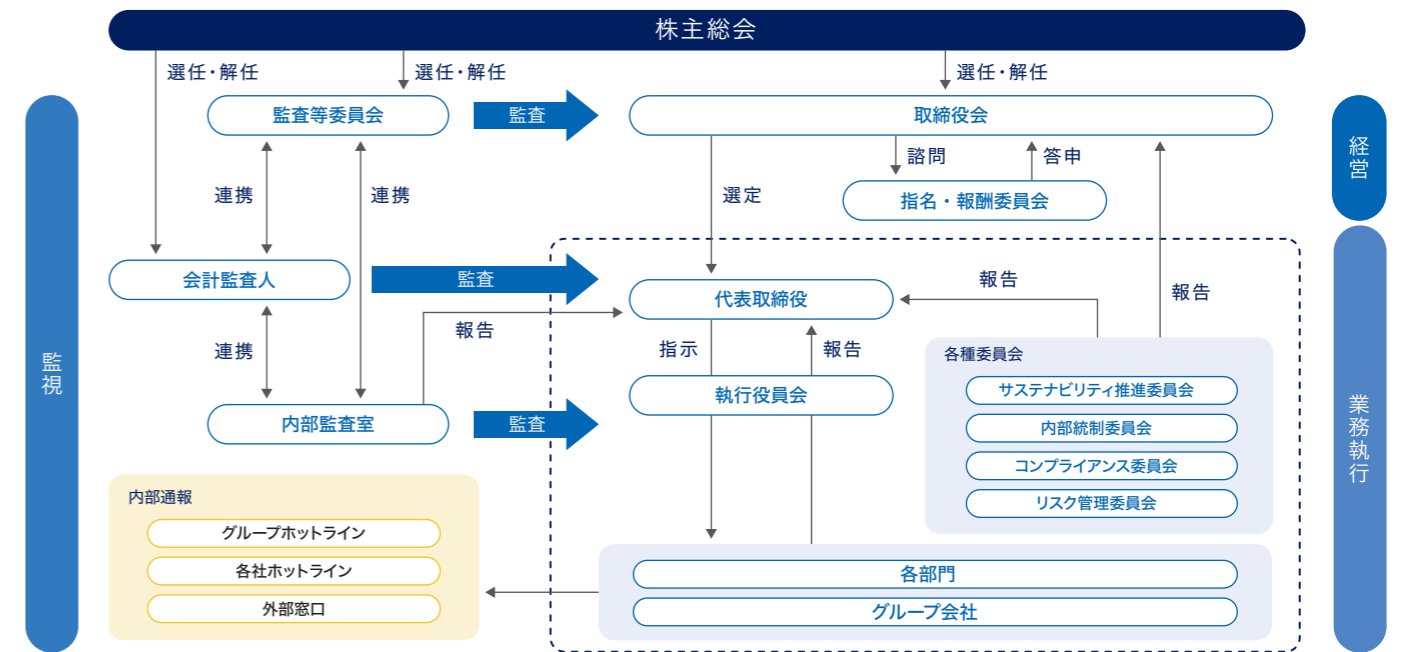 株主総会
選任・解任
選任・解任
選任・解任
監査等委員会
監査
取締役会
経営
諮問
答申
連携
連携
選定
指名・報酬委員会
会計監査人
監査
代表取締役
報告
報告
報告
連携
指示
報告
各種委員会
監視
執行役員会
サステナビリティ推進委員会
内部監査室
監査
内部統制委員会
業務執行
コンプライアンス委員会
リスク管理委員会
内部通報
グループホットライン
各社ホットライン
外部窓口
各部門
グループ会社